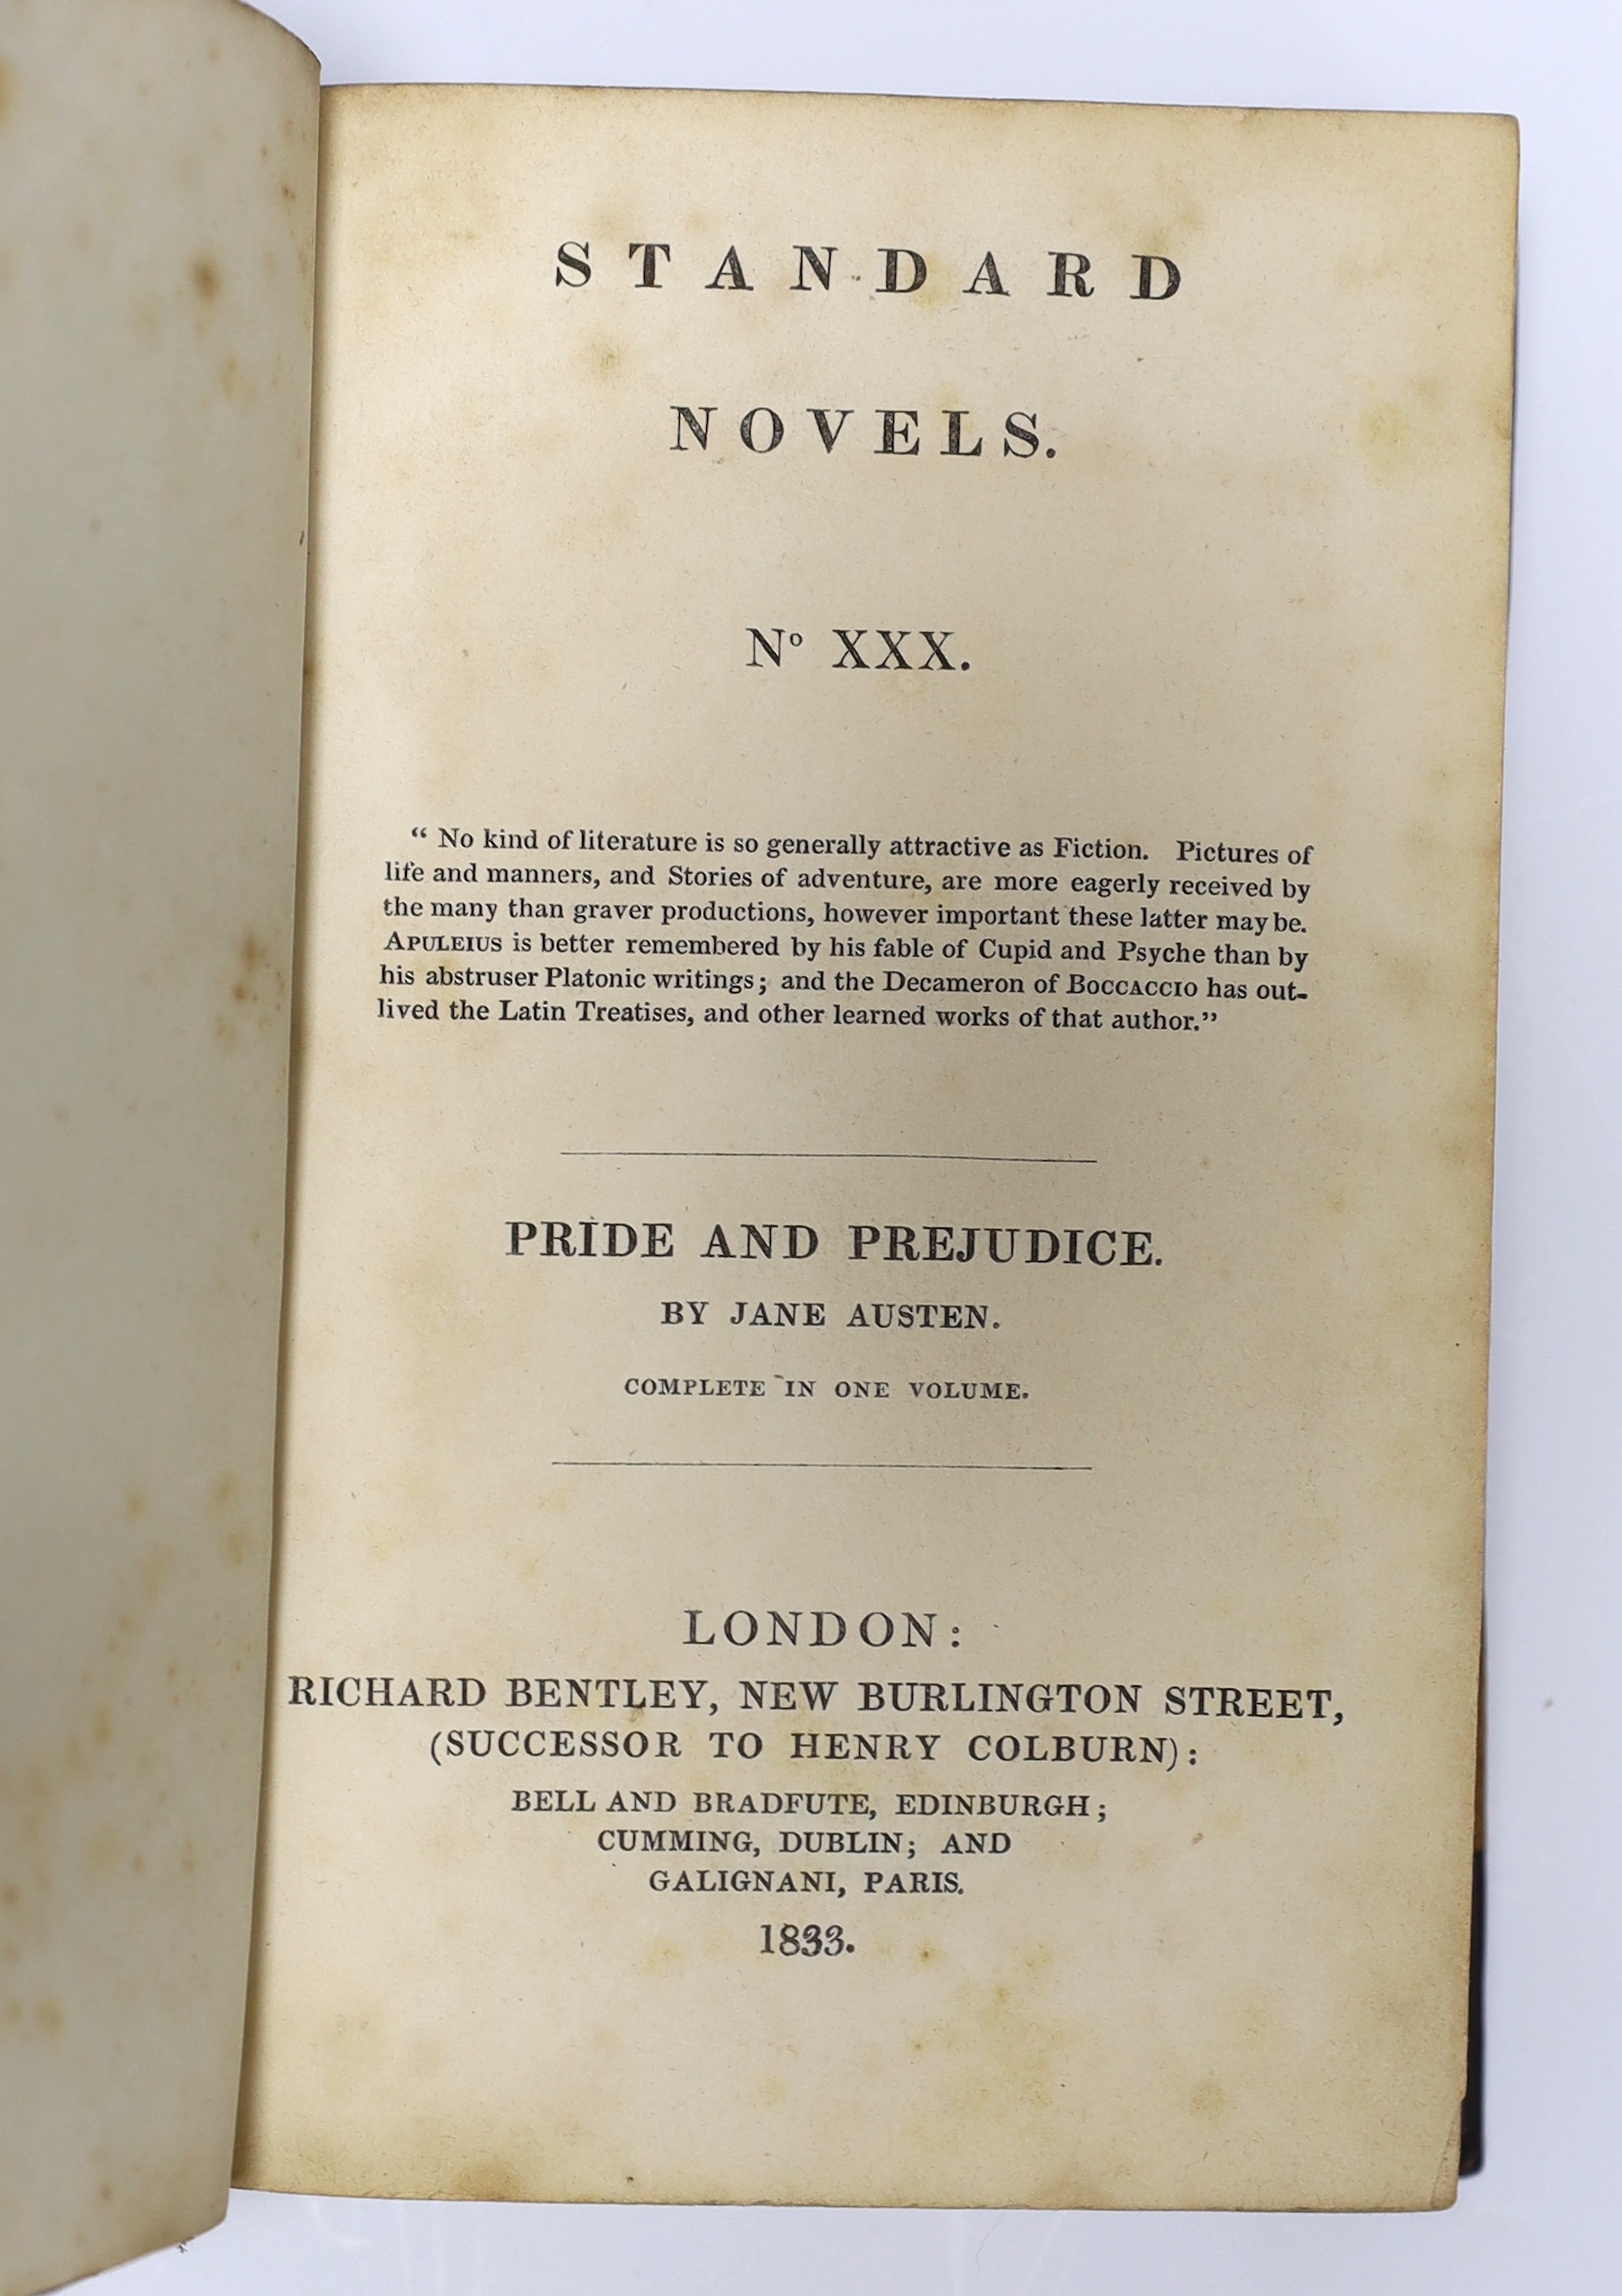 STANDARD
NOVELS.
Nº XXX.
“ No kind of literature is so generally attractive as Fiction. Pictures of
life and manners, and Stories of adventure, are more eagerly received by
the many than graver productions, however important these latter may be.
APULEIUS is better remembered by his fable of Cupid and Psyche than by
his abstruser Platonic writings; and the Decameron of BOCCACCIO has out-
lived the Latin Treatises, and other learned works of that author.”
PRIDE AND PREJUDICE.
BY JANE AUSTEN.
COMPLETE IN ONE VOLUME.
LONDON:
RICHARD BENTLEY, NEW BURLINGTON STREET,
(SUCCESSOR TO HENRY COLBURN):
BELL AND BRADFUTE, EDINBURGH;
CUMMING, DUBLIN; AND
GALIGNANI, PARIS.
1833.